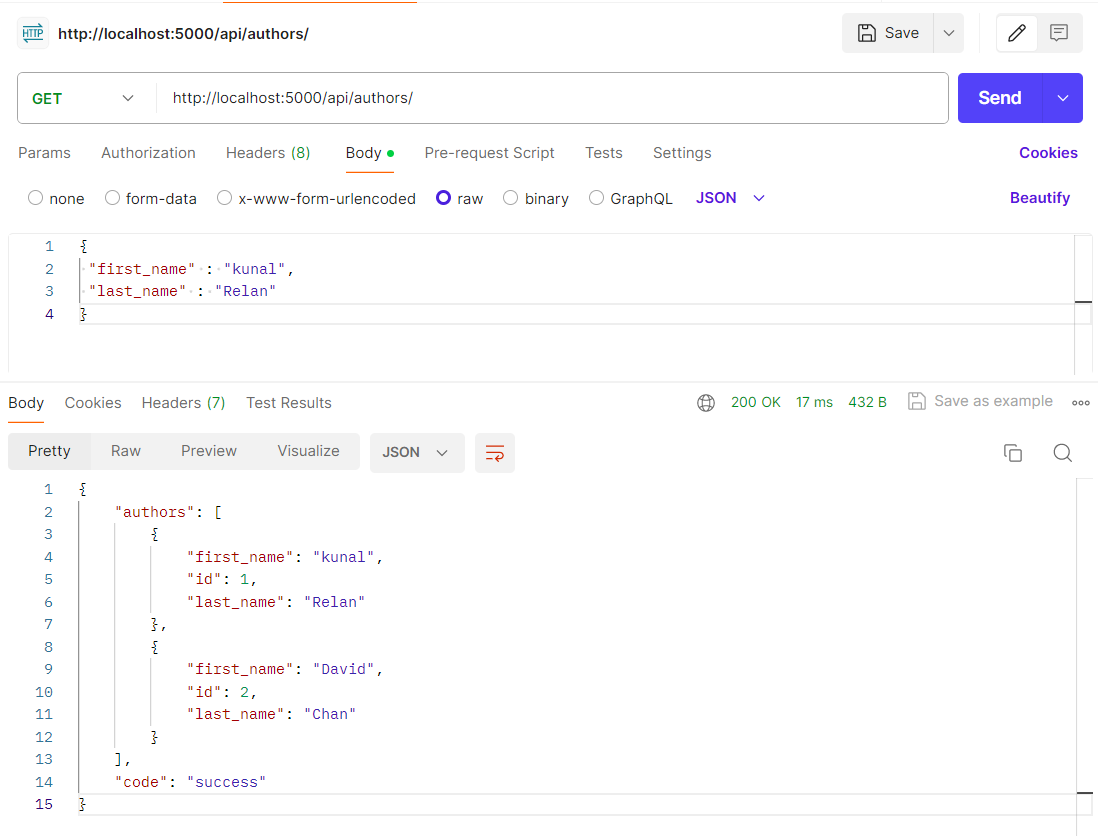 HTTP http://localhost:5000/api/authors/ Save
GET http://localhost:5000/api/authors/ Send
Params Authorization Headers (8) Body Pre-request Script Tests Settings Cookies
none form-data x-www-form-urlencoded raw binary GraphQL JSON Beautify
1 {
2 "first_name" : "kunal",
3 "last_name" : "Relan"
4 }
Body Cookies Headers (7) Test Results 200 OK 17 ms 432 B Save as example
Pretty Raw Preview Visualize JSON
1 {
2 "authors": [
3 {
4 "first_name": "kunal",
5 "id": 1,
6 "last_name": "Relan"
7 },
8 {
9 "first_name": "David",
10 "id": 2,
11 "last_name": "Chan"
12 }
13 ],
14 "code": "success"
15 }